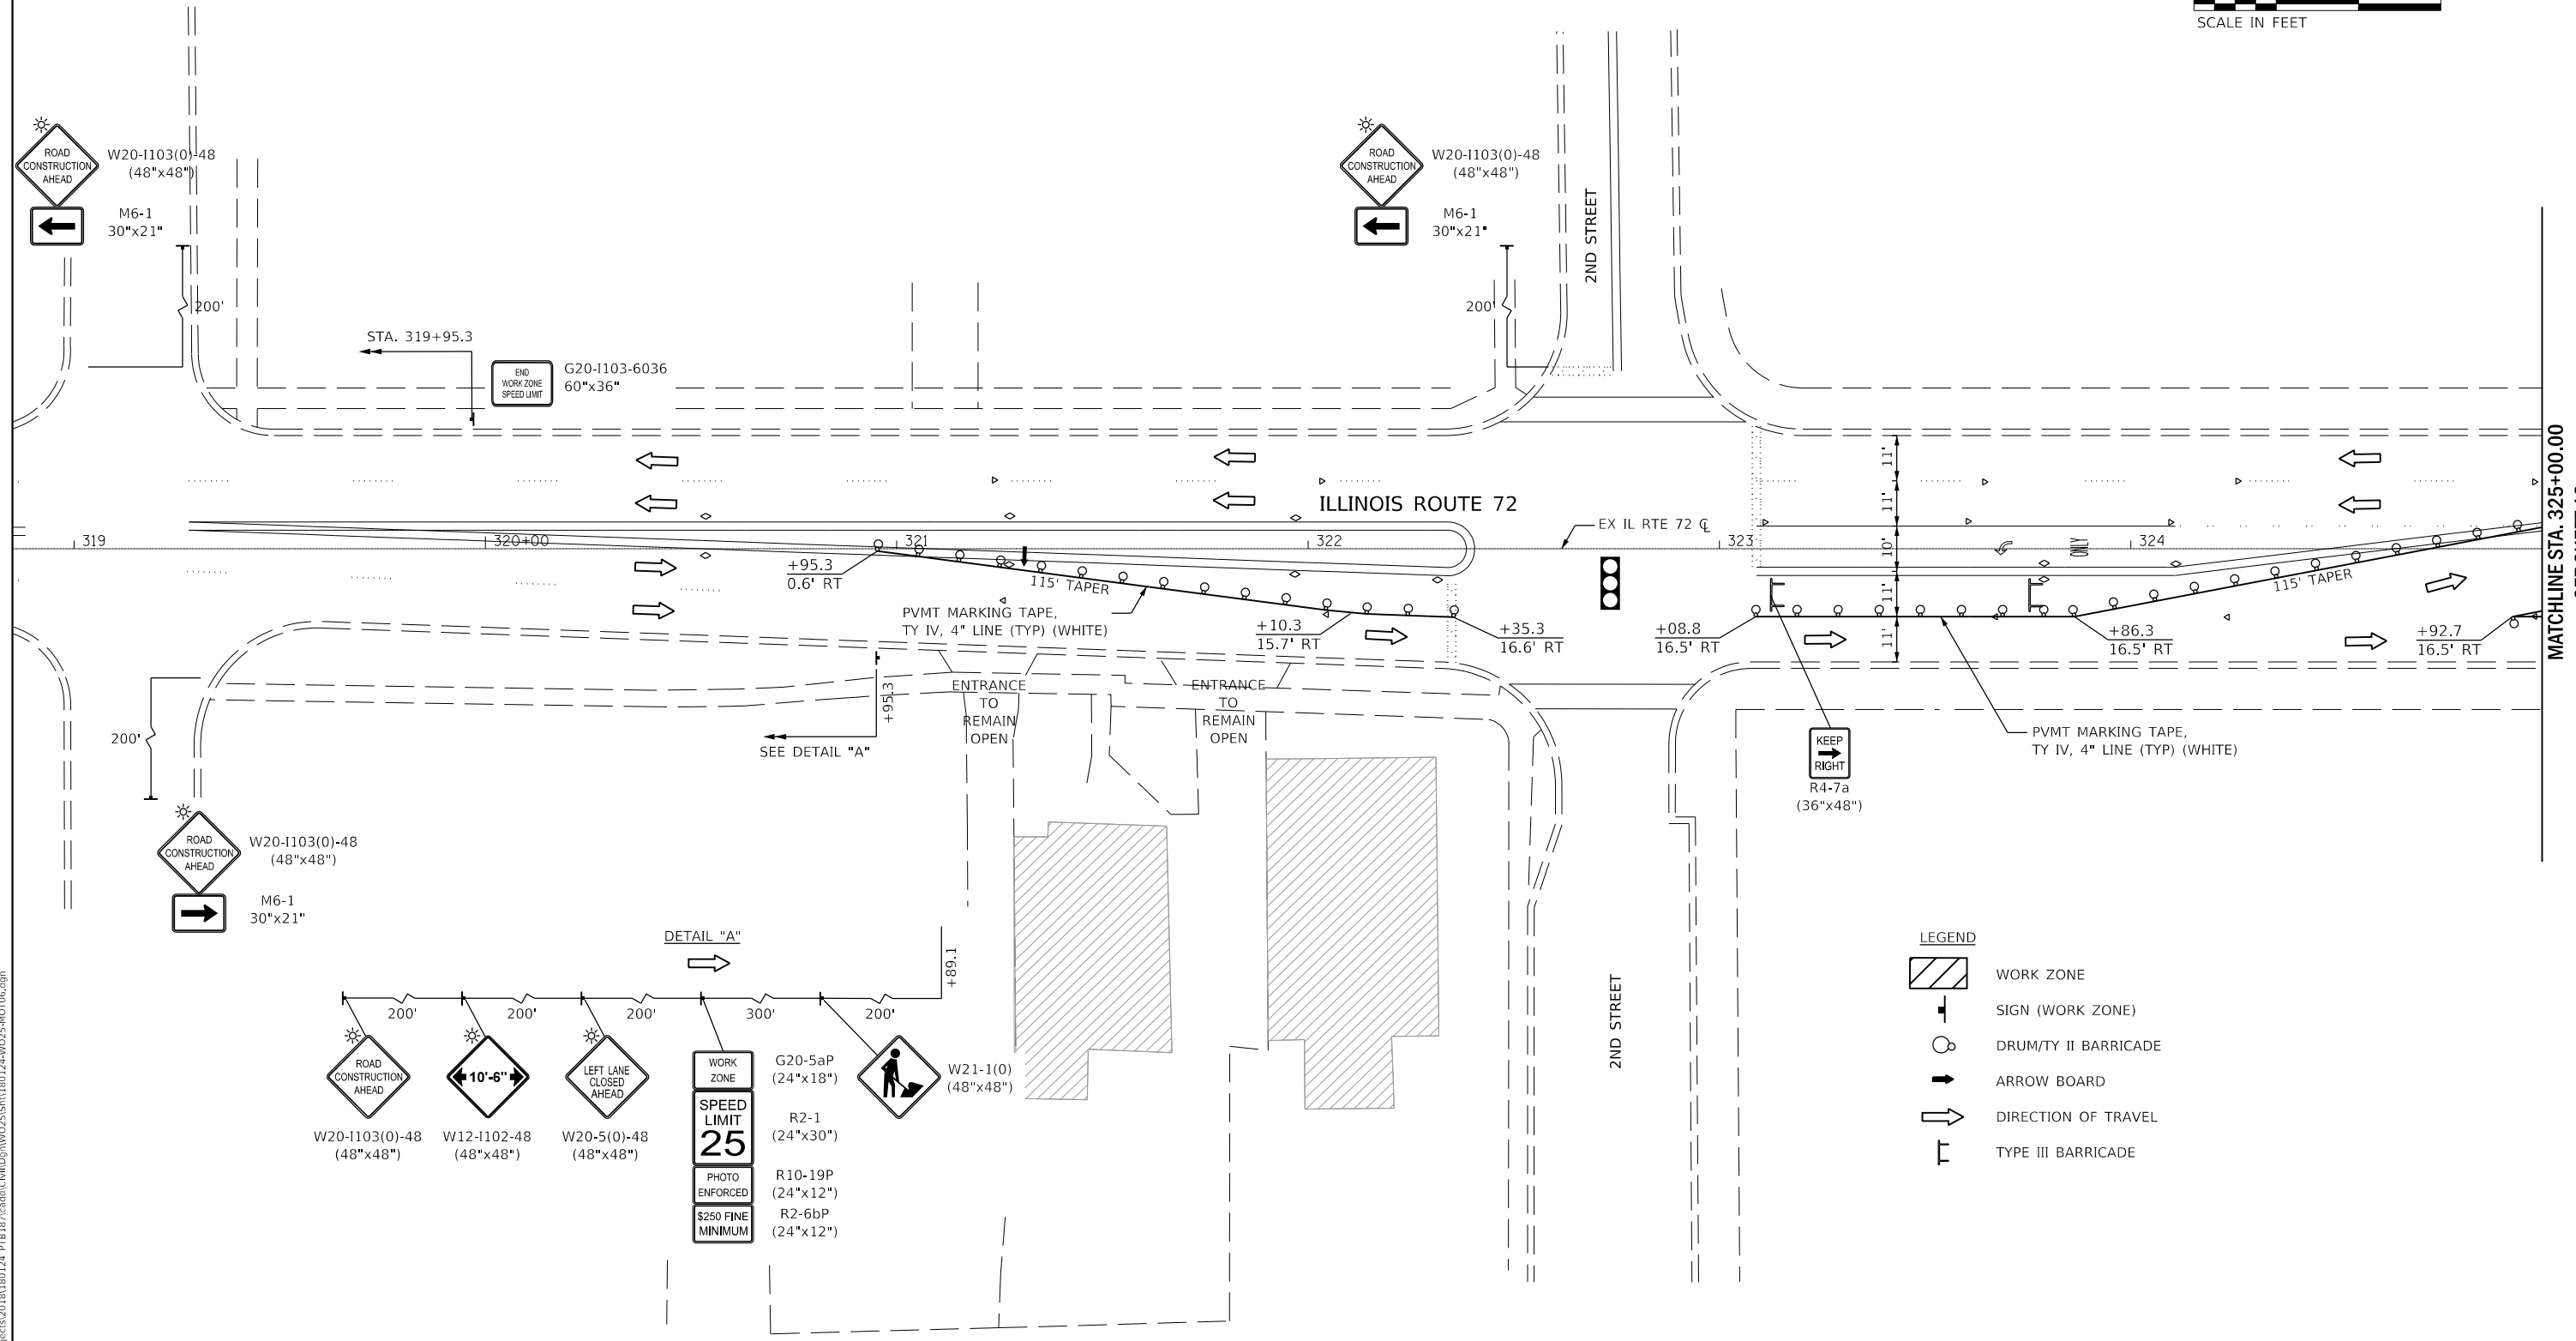 SCALE IN FEET
ROAD
CONSTRUCTION
AHEAD
W20-I103(0)-48
(48"x48")
M6-1
30"x21"
200'
ROAD
CONSTRUCTION
AHEAD
W20-I103(0)-48
(48"x48")
M6-1
30"x21"
200'
2ND STREET
STA. 319+95.3
END
WORK ZONE
SPEED LIMIT
G20-I103-6036
60"x36"
ILLINOIS ROUTE 72
EX IL RTE 72 ℄
319
320+00
321
322
323
324
11'
11'
10'
11'
11'
ONLY
MATCHLINE STA. 325+00.00
+95.3
0.6' RT
115' TAPER
PVMT MARKING TAPE,
TY IV, 4" LINE (TYP) (WHITE)
+10.3
15.7' RT
+35.3
16.6' RT
+08.8
16.5' RT
+86.3
16.5' RT
115' TAPER
+92.7
16.5' RT
+95.3
SEE DETAIL "A"
ENTRANCE
TO
REMAIN
OPEN
ENTRANCE
TO
REMAIN
OPEN
PVMT MARKING TAPE,
TY IV, 4" LINE (TYP) (WHITE)
KEEP
RIGHT
R4-7a
(36"x48")
200'
ROAD
CONSTRUCTION
AHEAD
W20-I103(0)-48
(48"x48")
M6-1
30"x21"
DETAIL "A"
+89.1
200'
200'
200'
300'
200'
ROAD
CONSTRUCTION
AHEAD
W20-I103(0)-48
(48"x48")
10'-6"
W12-I102-48
(48"x48")
LEFT LANE
CLOSED
AHEAD
W20-5(0)-48
(48"x48")
WORK
ZONE
G20-5aP
(24"x18")
SPEED
LIMIT
25
R2-1
(24"x30")
PHOTO
ENFORCED
R10-19P
(24"x12")
$250 FINE
MINIMUM
R2-6bP
(24"x12")
W21-1(0)
(48"x48")
2ND STREET
LEGEND
WORK ZONE
SIGN (WORK ZONE)
DRUM/TY II BARRICADE
ARROW BOARD
DIRECTION OF TRAVEL
TYPE III BARRICADE